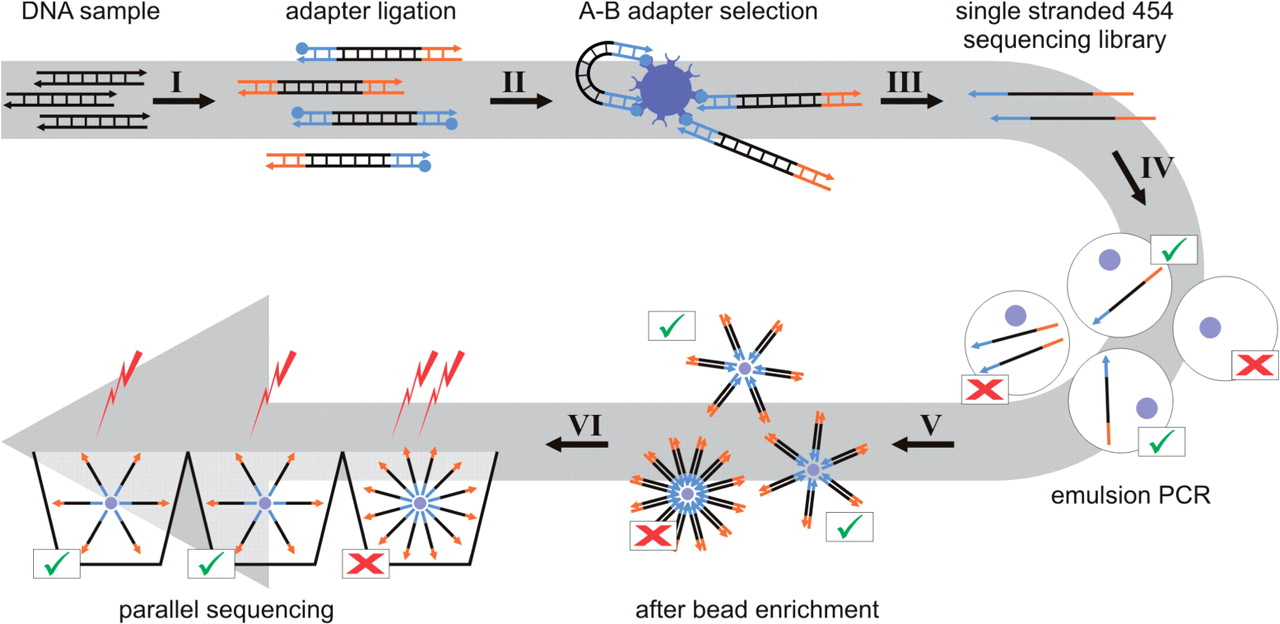 DNA sample
adapter ligation
A-B adapter selection
single stranded 454
sequencing library
I
II
III
IV
V
VI
emulsion PCR
after bead enrichment
parallel sequencing